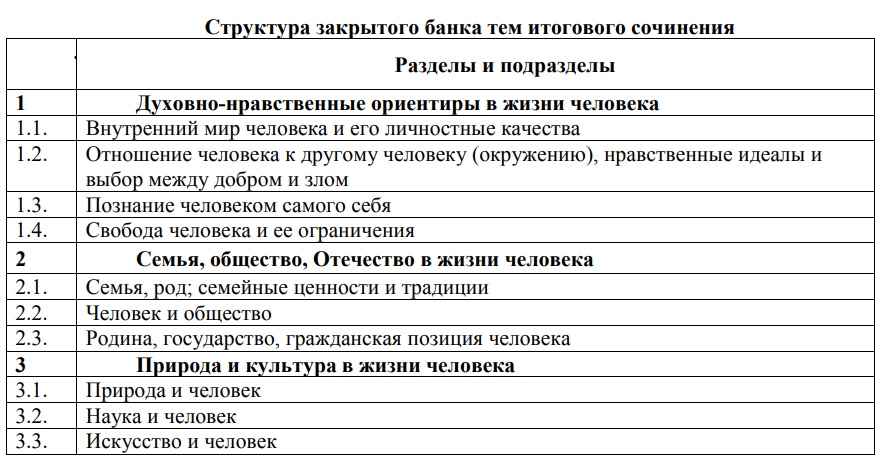 Структура закрытого банка тем итогового сочинения
Разделы и подразделы
1 Духовно-нравственные ориентиры в жизни человека
1.1. Внутренний мир человека и его личностные качества
1.2. Отношение человека к другому человеку (окружению), нравственные идеалы и
выбор между добром и злом
1.3. Познание человеком самого себя
1.4. Свобода человека и ее ограничения
2 Семья, общество, Отечество в жизни человека
2.1. Семья, род; семейные ценности и традиции
2.2. Человек и общество
2.3. Родина, государство, гражданская позиция человека
3 Природа и культура в жизни человека
3.1. Природа и человек
3.2. Наука и человек
3.3. Искусство и человек